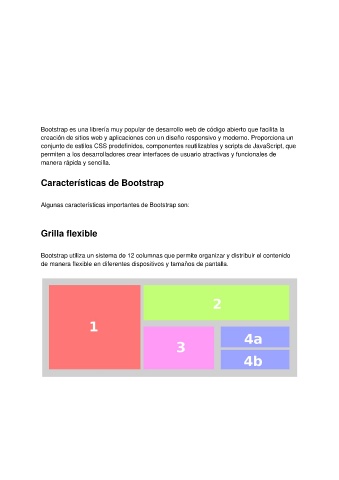 Bootstrap es una librería muy popular de desarrollo web de código abierto que facilita la
creación de sitios web y aplicaciones con un diseño responsivo y moderno. Proporciona un
conjunto de estilos CSS predefinidos, componentes reutilizables y scripts de JavaScript, que
permiten a los desarrolladores crear interfaces de usuario atractivas y funcionales de
manera rápida y sencilla.
Características de Bootstrap
Algunas características importantes de Bootstrap son:
Grilla flexible
Bootstrap utiliza un sistema de 12 columnas que permite organizar y distribuir el contenido
de manera flexible en diferentes dispositivos y tamaños de pantalla.
1
2
3
4a
4b